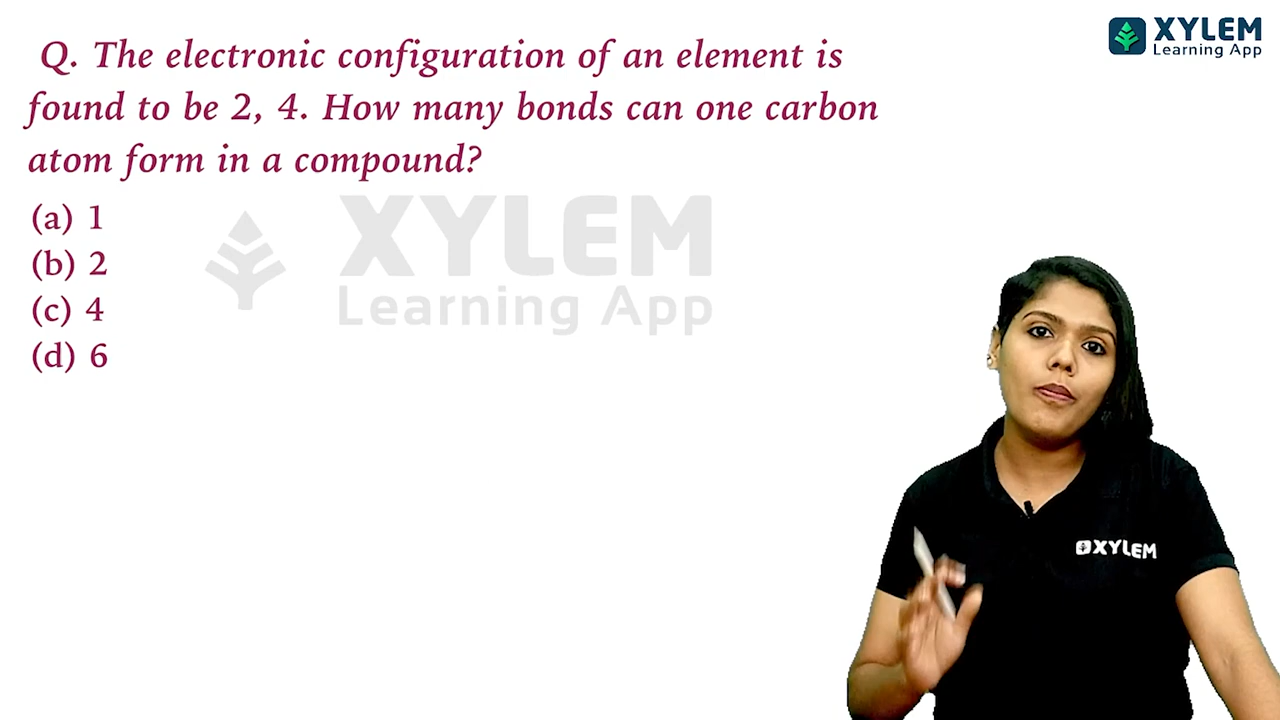 XYLEM
Learning App
Q. The electronic configuration of an element is
found to be 2, 4. How many bonds can one carbon
atom form in a compound?
(a) 1
(b) 2
(c) 4
(d) 6
XYLEM
Learning App
XYLEM